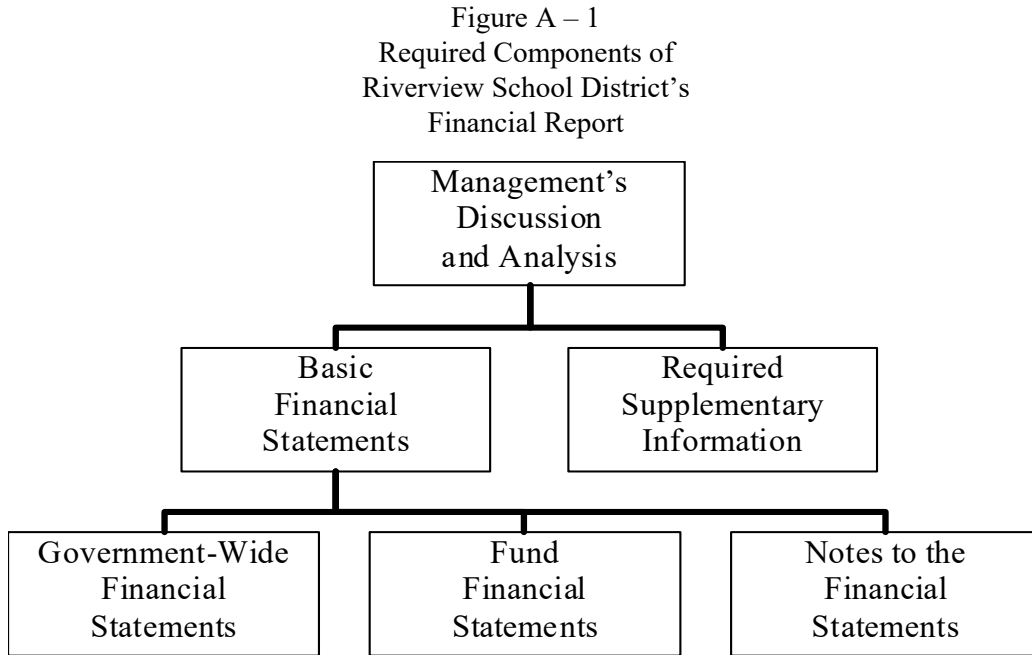 Figure A – 1
Required Components of
Riverview School District’s
Financial Report
Management’s
Discussion
and Analysis
Basic
Financial
Statements
Required
Supplementary
Information
Government-Wide
Financial
Statements
Fund
Financial
Statements
Notes to the
Financial
Statements